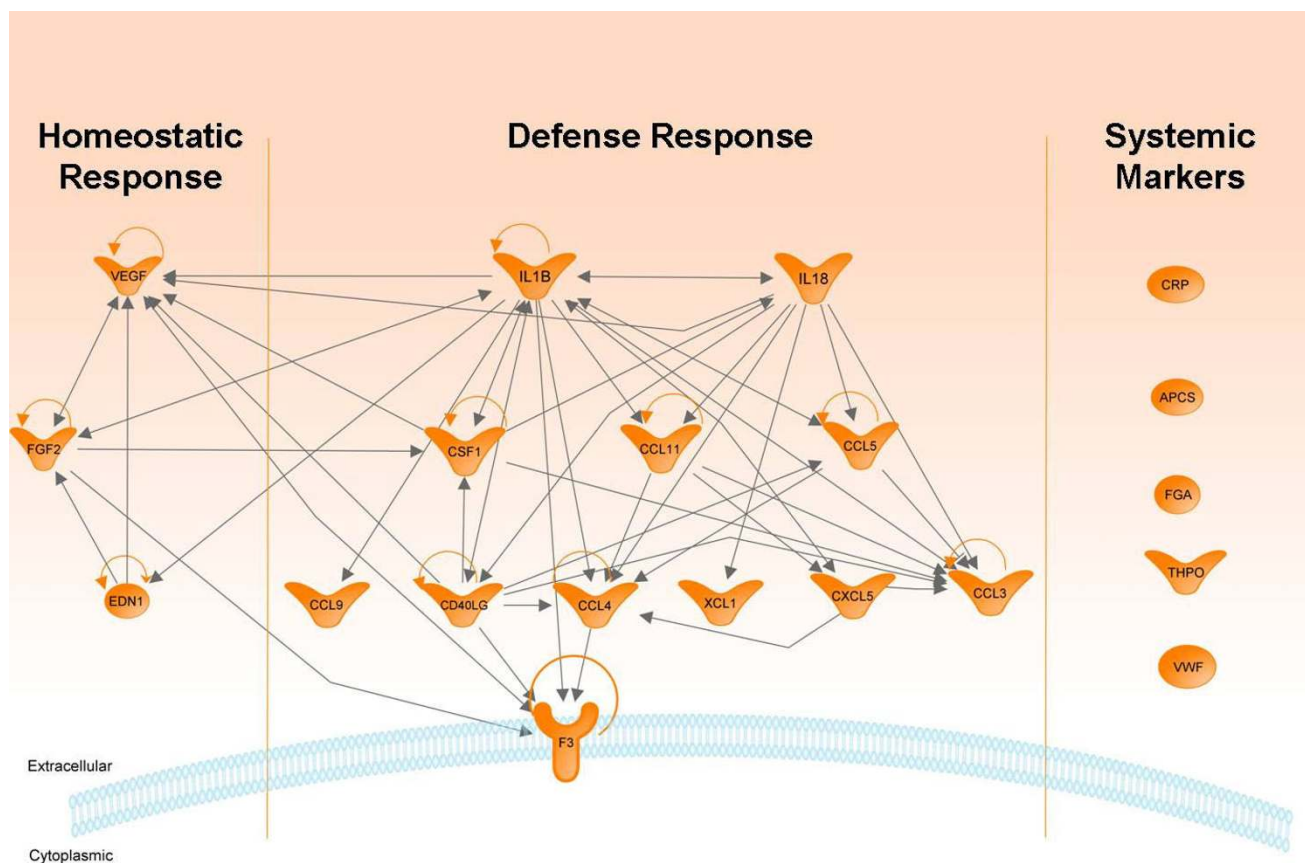 Homeostatic
Response
Defense Response
Systemic
Markers
VEGF
IL1B
IL18
CRP
APCS
FGF2
CSF1
CCL11
CCL5
FGA
EDN1
CCL9
CD40LG
CCL4
XCL1
CXCL5
CCL3
THPO
VWF
F3
Extracellular
Cytoplasmic